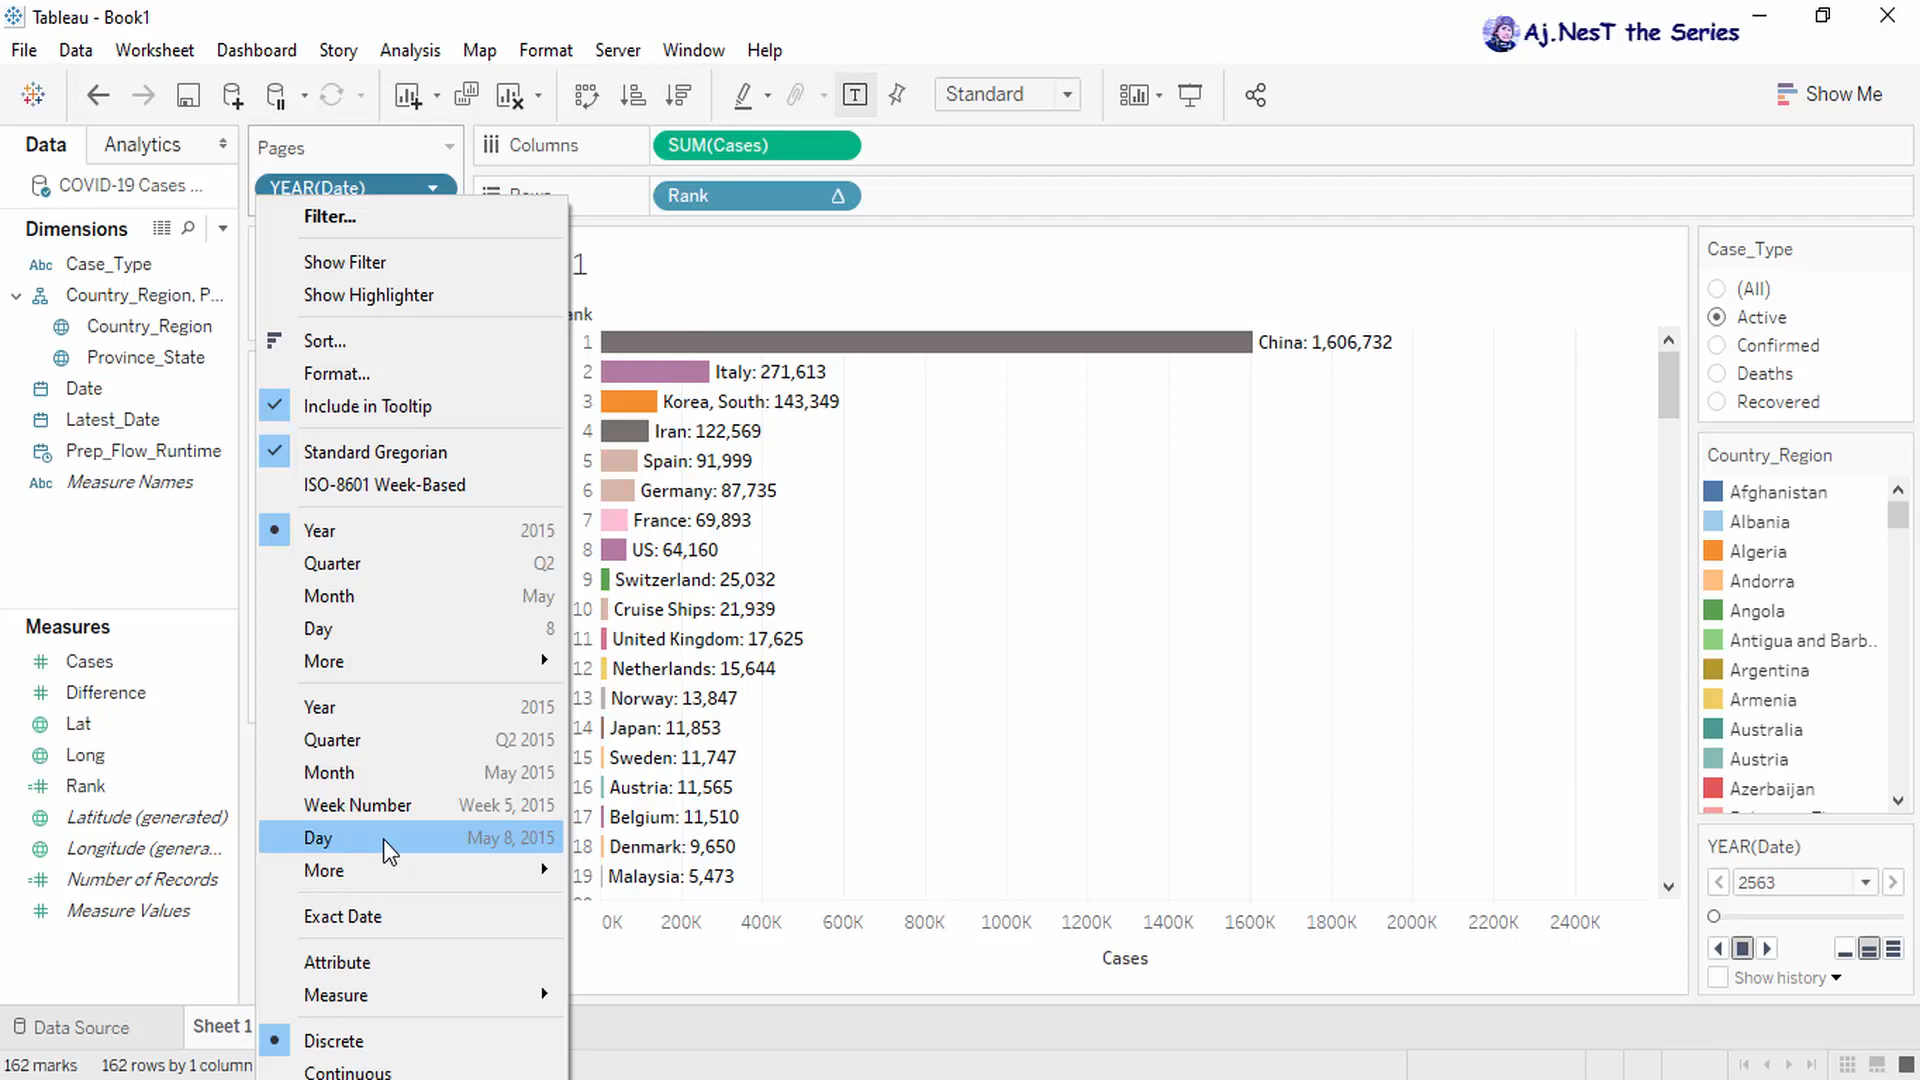 Tableau - Book1
Aj.NesT the Series
File Data Worksheet Dashboard Story Analysis Map Format Server Window Help
Standard
Show Me
Data
Analytics
COVID-19 Cases ...
Dimensions
Abc Case_Type
Country_Region, P...
Country_Region
Province_State
Date
Latest_Date
Prep_Flow_Runtime
Abc Measure Names
Measures
Cases
Difference
Lat
Long
Rank
Latitude (generated)
Longitude (genera...
Number of Records
Measure Values
Pages
YEAR(Date)
Columns
SUM(Cases)
Rank
Filter...
Show Filter
Show Highlighter
Sort...
Format...
Include in Tooltip
Standard Gregorian
ISO-8601 Week-Based
Year 2015
Quarter Q2
Month May
Day 8
More
Year 2015
Quarter Q2 2015
Month May 2015
Week Number Week 5, 2015
Day May 8, 2015
More
Exact Date
Attribute
Measure
Discrete
Continuous
1
ank
1 China: 1,606,732
2 Italy: 271,613
3 Korea, South: 143,349
4 Iran: 122,569
5 Spain: 91,999
6 Germany: 87,735
7 France: 69,893
8 US: 64,160
9 Switzerland: 25,032
10 Cruise Ships: 21,939
11 United Kingdom: 17,625
12 Netherlands: 15,644
13 Norway: 13,847
14 Japan: 11,853
15 Sweden: 11,747
16 Austria: 11,565
17 Belgium: 11,510
18 Denmark: 9,650
19 Malaysia: 5,473
0K 200K 400K 600K 800K 1000K 1200K 1400K 1600K 1800K 2000K 2200K 2400K
Cases
Case_Type
(All)
Active
Confirmed
Deaths
Recovered
Country_Region
Afghanistan
Albania
Algeria
Andorra
Angola
Antigua and Barb..
Argentina
Armenia
Australia
Austria
Azerbaijan
YEAR(Date)
2563
Show history
Data Source
Sheet 1
162 marks 162 rows by 1 column